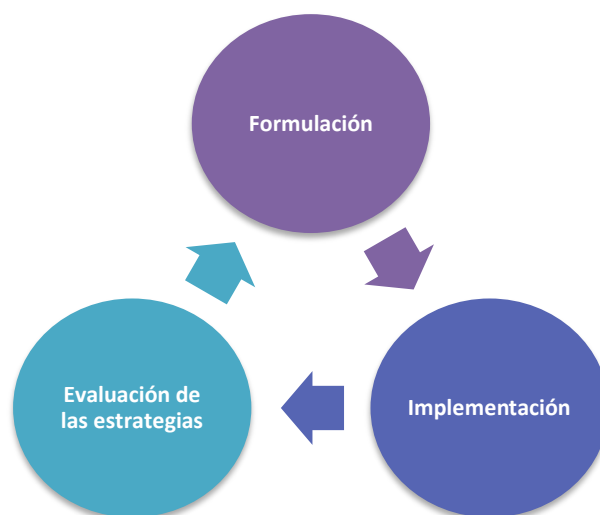 Formulación
Implementación
Evaluación de
las estrategias